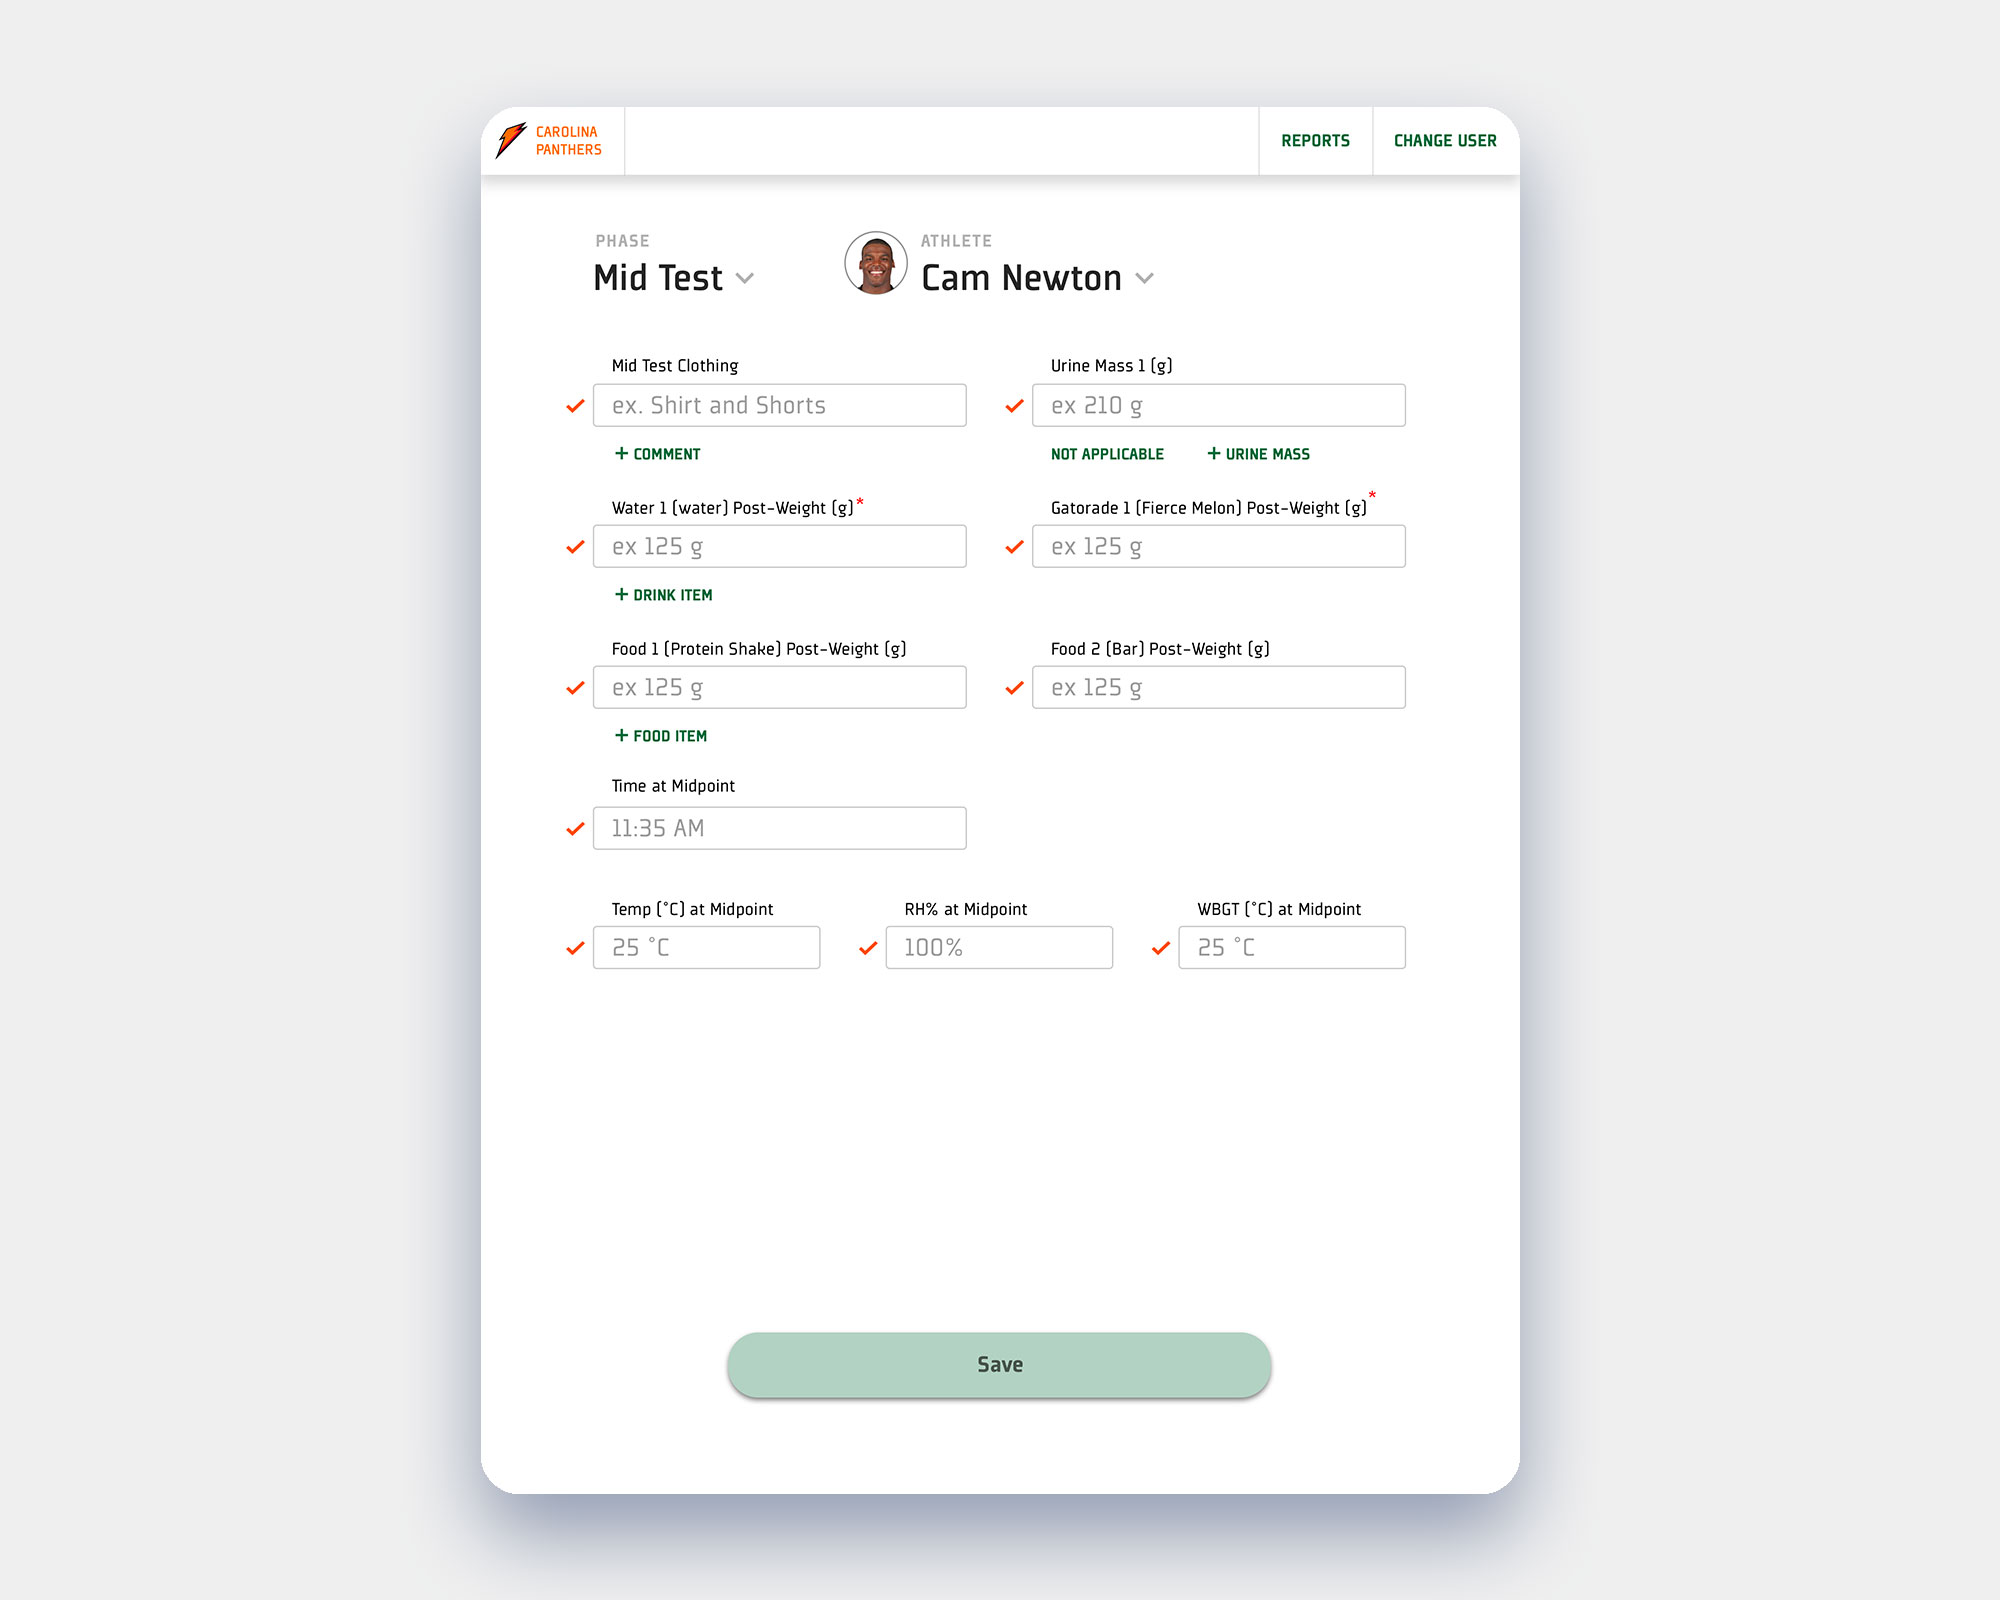 CAROLINA
PANTHERS
REPORTS
CHANGE USER
PHASE
Mid Test
ATHLETE
Cam Newton
Mid Test Clothing
Urine Mass 1 (g)
ex. Shirt and Shorts
ex 210 g
+ COMMENT
NOT APPLICABLE
+ URINE MASS
Water 1 (water) Post-Weight (g)*
Gatorade 1 (Fierce Melon) Post-Weight (g)*
ex 125 g
ex 125 g
+ DRINK ITEM
Food 1 (Protein Shake) Post-Weight (g)
Food 2 (Bar) Post-Weight (g)
ex 125 g
ex 125 g
+ FOOD ITEM
Time at Midpoint
11:35 AM
Temp (°C) at Midpoint
RH% at Midpoint
WBGT (°C) at Midpoint
25 °C
100%
25 °C
Save